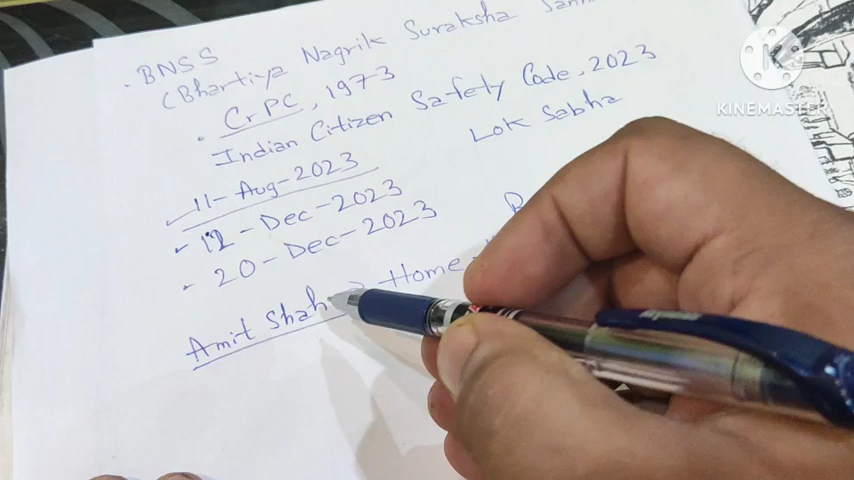 BNSS
(Bhartiya Nagrik Suraksha
CrPC, 1973
Indian Citizen Safety Code, 2023
11-Aug-2023 Lok Sabha
12-Dec-2023
20-Dec-2023
Amit Shah Home
KINEMASTER